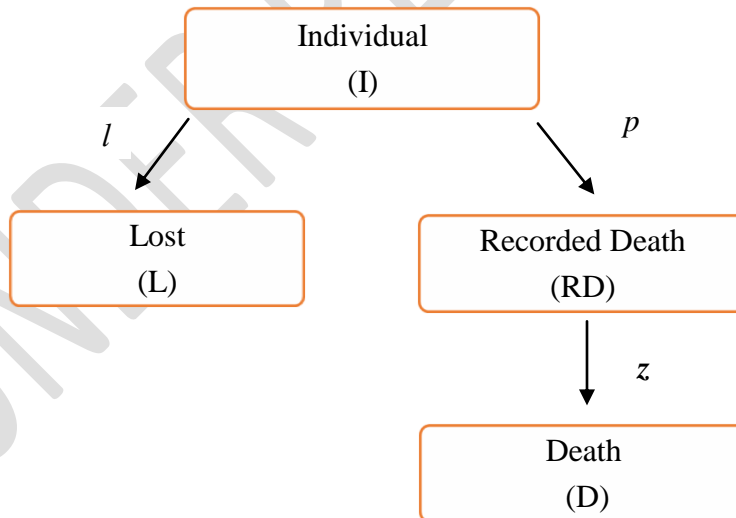 Individual
(I)
l
p
Lost
(L)
Recorded Death
(RD)
z
Death
(D)